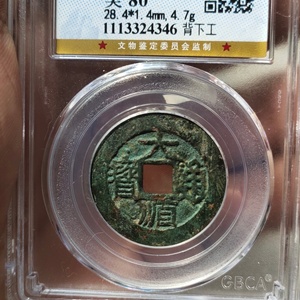 美 80
28.4*1.4mm, 4.7g
1113324346 背下工
文物鉴定委员会监制
大
寶 通
順
GBCA